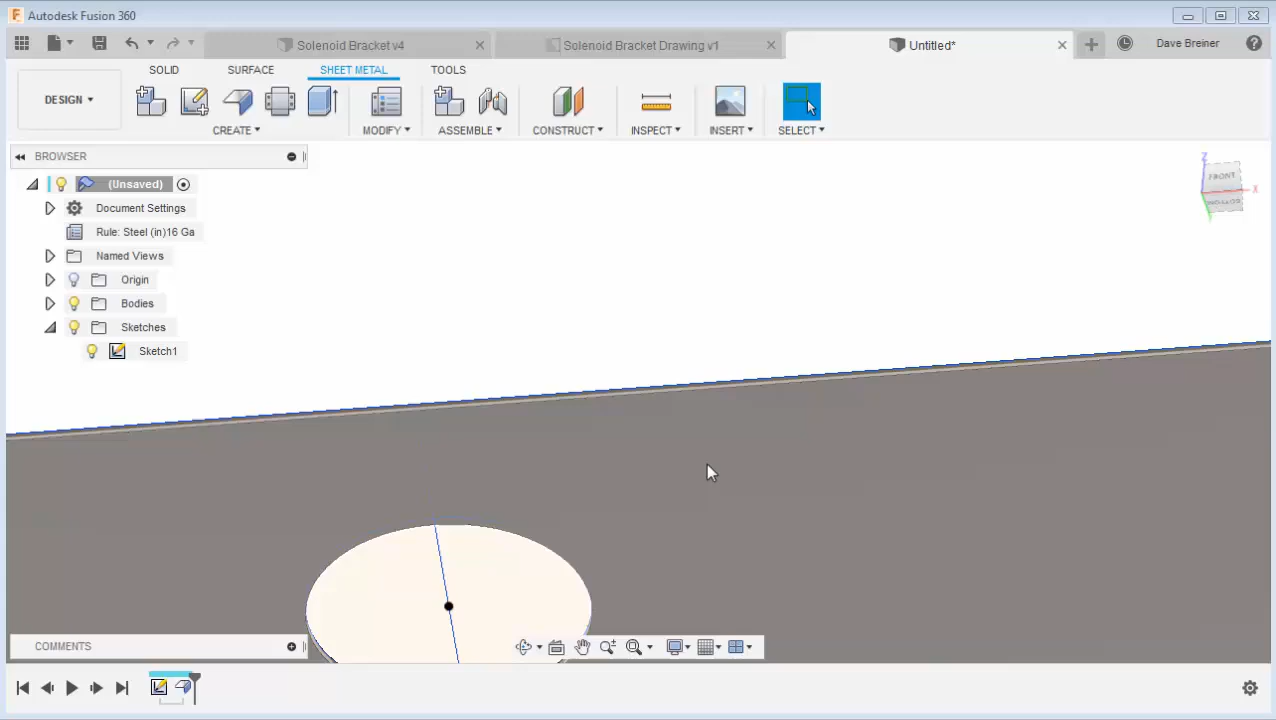 Autodesk Fusion 360
Solenoid Bracket v4
Solenoid Bracket Drawing v1
Untitled*
Dave Breiner
SOLID
SURFACE
SHEET METAL
TOOLS
DESIGN
CREATE
MODIFY
ASSEMBLE
CONSTRUCT
INSPECT
INSERT
SELECT
BROWSER
(Unsaved)
Document Settings
Rule: Steel (in)16 Ga
Named Views
Origin
Bodies
Sketches
Sketch1
Z
FRONT
X
COMMENTS